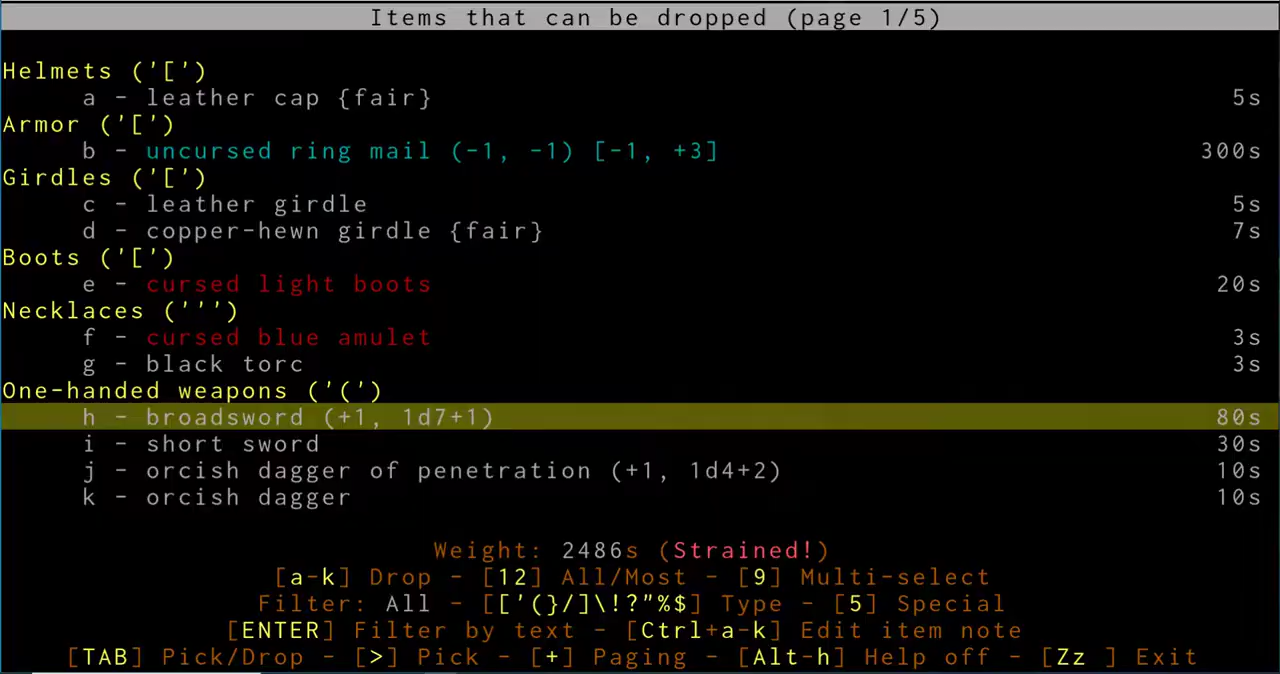 Items that can be dropped (page 1/5)
Helmets ('[')
a - leather cap {fair} 5s
Armor ('[')
b - uncursed ring mail (-1, -1) [-1, +3] 300s
Girdles ('[')
c - leather girdle 5s
d - copper-hewn girdle {fair} 7s
Boots ('[')
e - cursed light boots 20s
Necklaces (''')
f - cursed blue amulet 3s
g - black torc 3s
One-handed weapons ('(')
h - broadsword (+1, 1d7+1) 80s
i - short sword 30s
j - orcish dagger of penetration (+1, 1d4+2) 10s
k - orcish dagger 10s
Weight: 2486s (Strained!)
[a-k] Drop - [12] All/Most - [9] Multi-select
Filter: All - [['(}/]\!?"%$] Type - [5] Special
[ENTER] Filter by text - [Ctrl+a-k] Edit item note
[TAB] Pick/Drop - [>] Pick - [+] Paging - [Alt-h] Help off - [Zz ] Exit